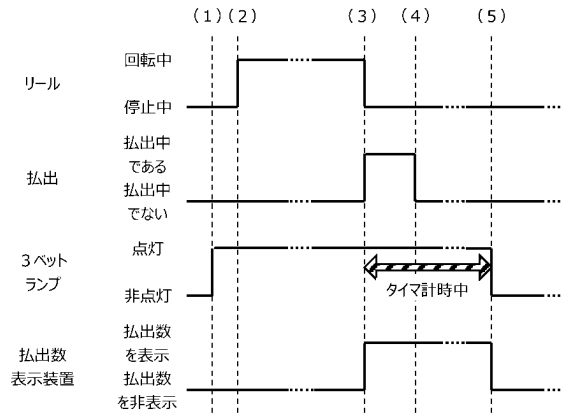 (1)(2) (3) (4) (5)
リール
回転中
停止中
払出
払出中
である
払出中
でない
3ベット
ランプ
点灯
非点灯
タイマ計時中
払出数
表示装置
払出数
を表示
払出数
を非表示